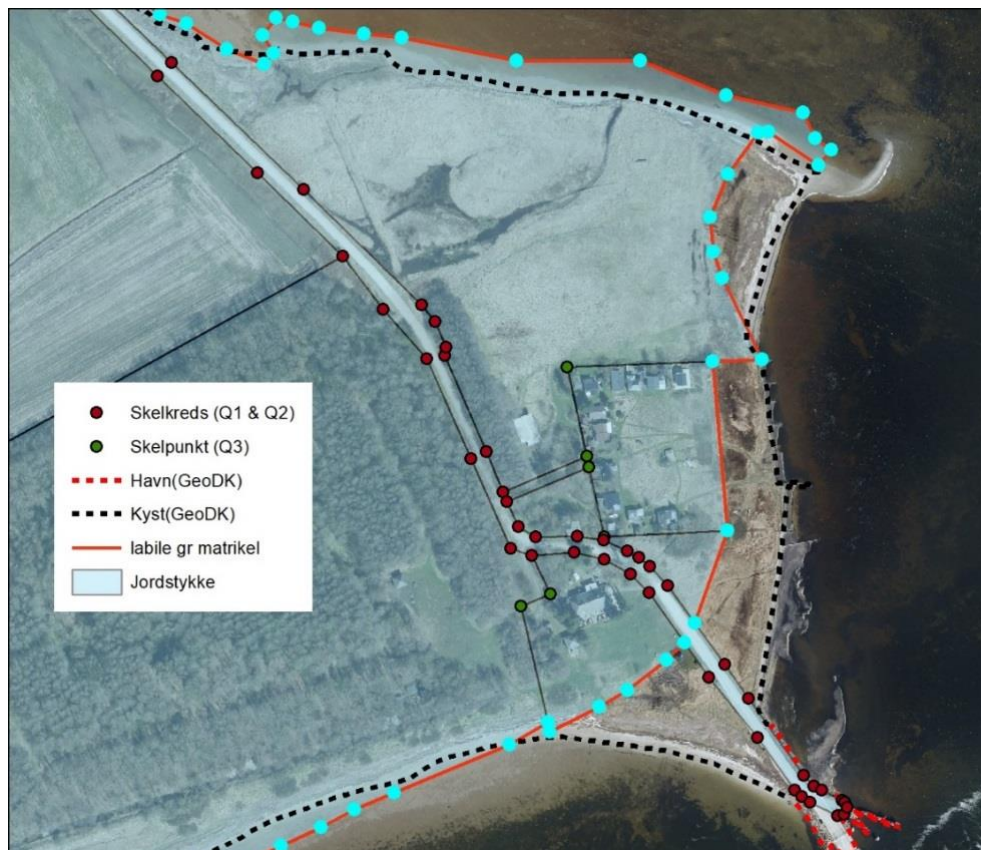 Skelkreds (Q1 & Q2)
Skelpunkt (Q3)
Havn(GeoDK)
Kyst(GeoDK)
labile gr matrikel
Jordstykke